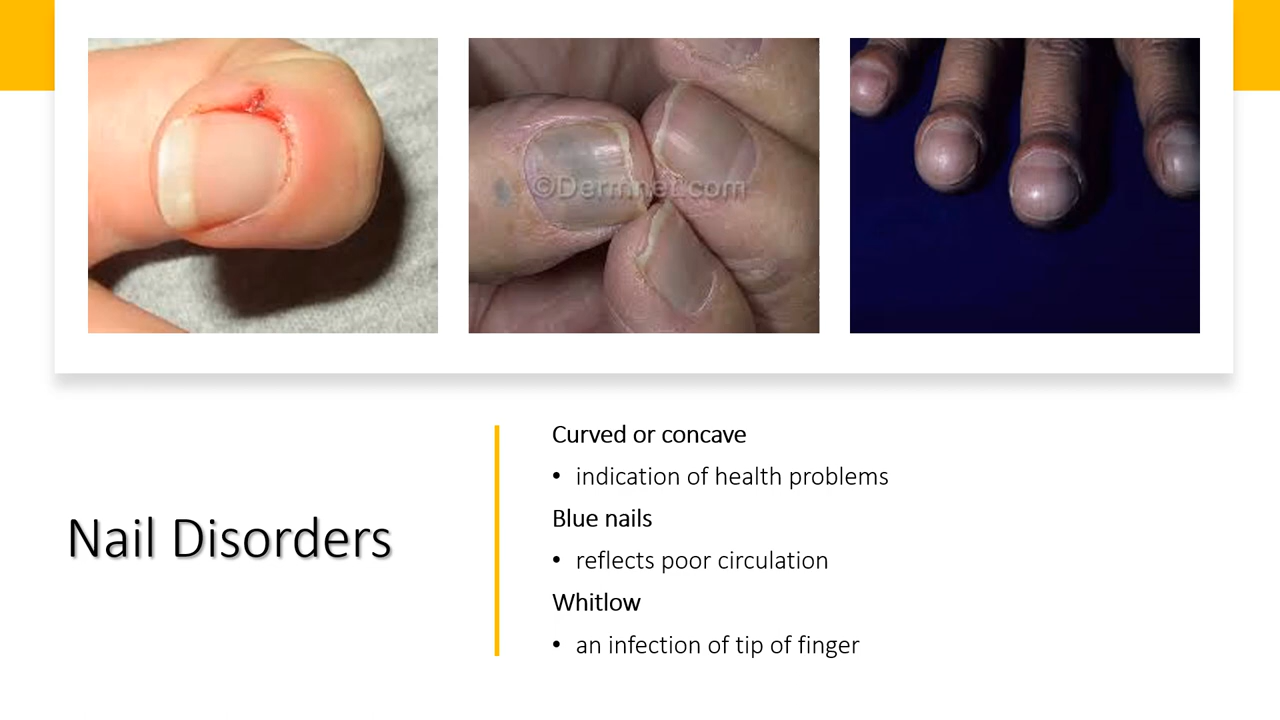 ©Dermnet.com
Nail Disorders
Curved or concave
• indication of health problems
Blue nails
• reflects poor circulation
Whitlow
• an infection of tip of finger